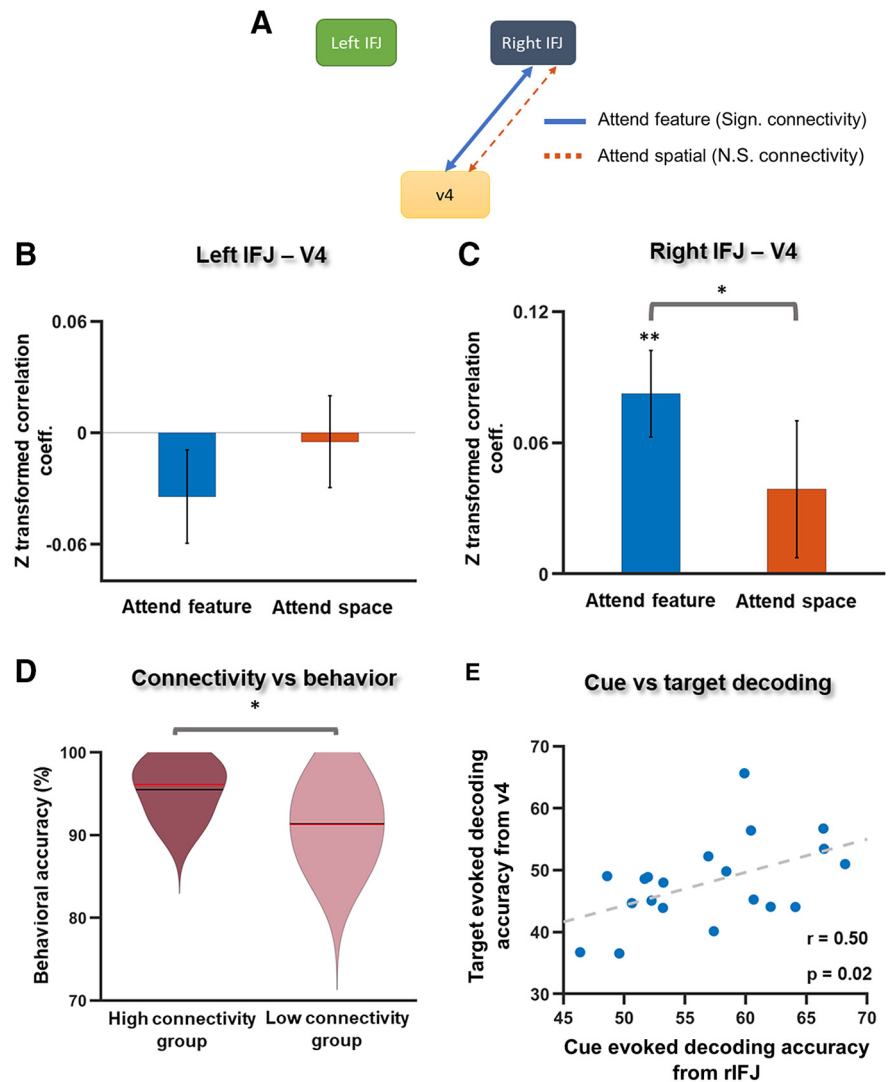 A
Left IFJ
Right IFJ
Attend feature (Sign. connectivity)
Attend spatial (N.S. connectivity)
v4
B
Left IFJ – V4
Z transformed correlation
coeff.
0.06
0
-0.06
Attend feature
Attend space
C
Right IFJ – V4
*
**
Z transformed correlation
coeff.
0.12
0.06
0
Attend feature
Attend space
D
Connectivity vs behavior
*
Behavioral accuracy (%)
100
90
80
70
High connectivity
group
Low connectivity
group
E
Cue vs target decoding
Target evoked decoding
accuracy from v4
70
60
50
40
30
r = 0.50
p = 0.02
45
50
55
60
65
70
Cue evoked decoding accuracy
from rIFJ